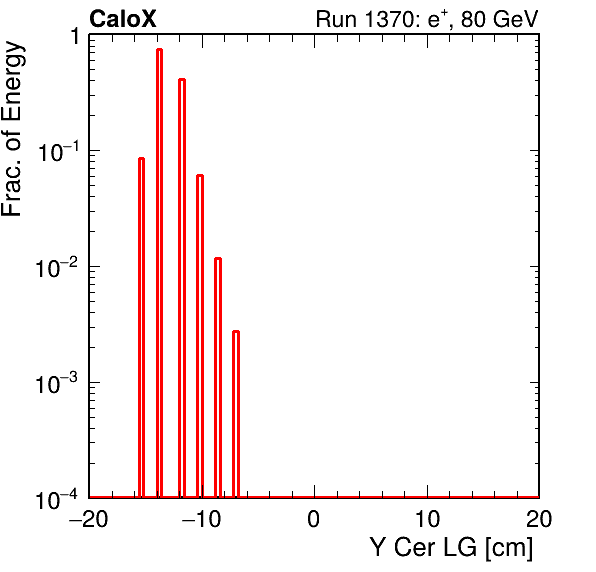 CaloX Run 1370: e⁺, 80 GeV
Frac. of Energy
1
10⁻¹
10⁻²
10⁻³
10⁻⁴
−20 −10 0 10 20
Y Cer LG [cm]